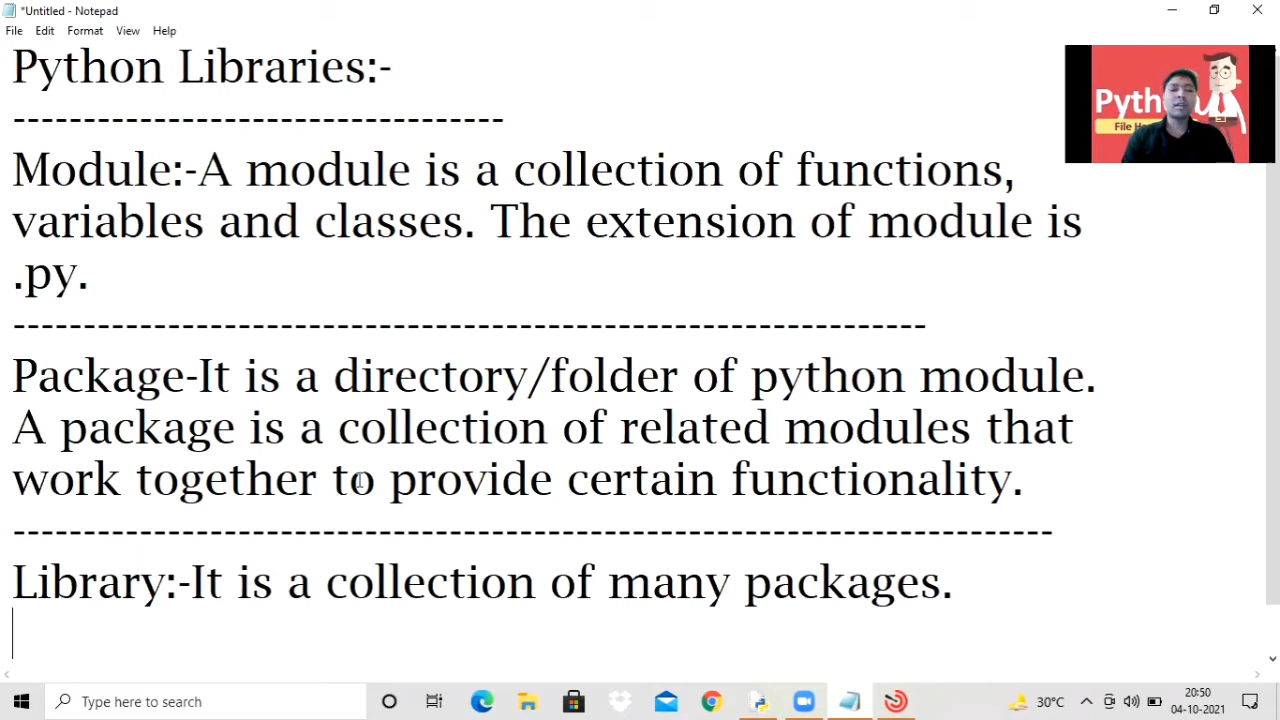 *Untitled - Notepad
File Edit Format View Help
Python Libraries:-
-----------------------------------
Module:-A module is a collection of functions,
variables and classes. The extension of module is
.py.
-----------------------------------------------------------------
Package-It is a directory/folder of python module.
A package is a collection of related modules that
work together to provide certain functionality.
--------------------------------------------------------------------------
Library:-It is a collection of many packages.
Type here to search
30°C
20:50
04-10-2021